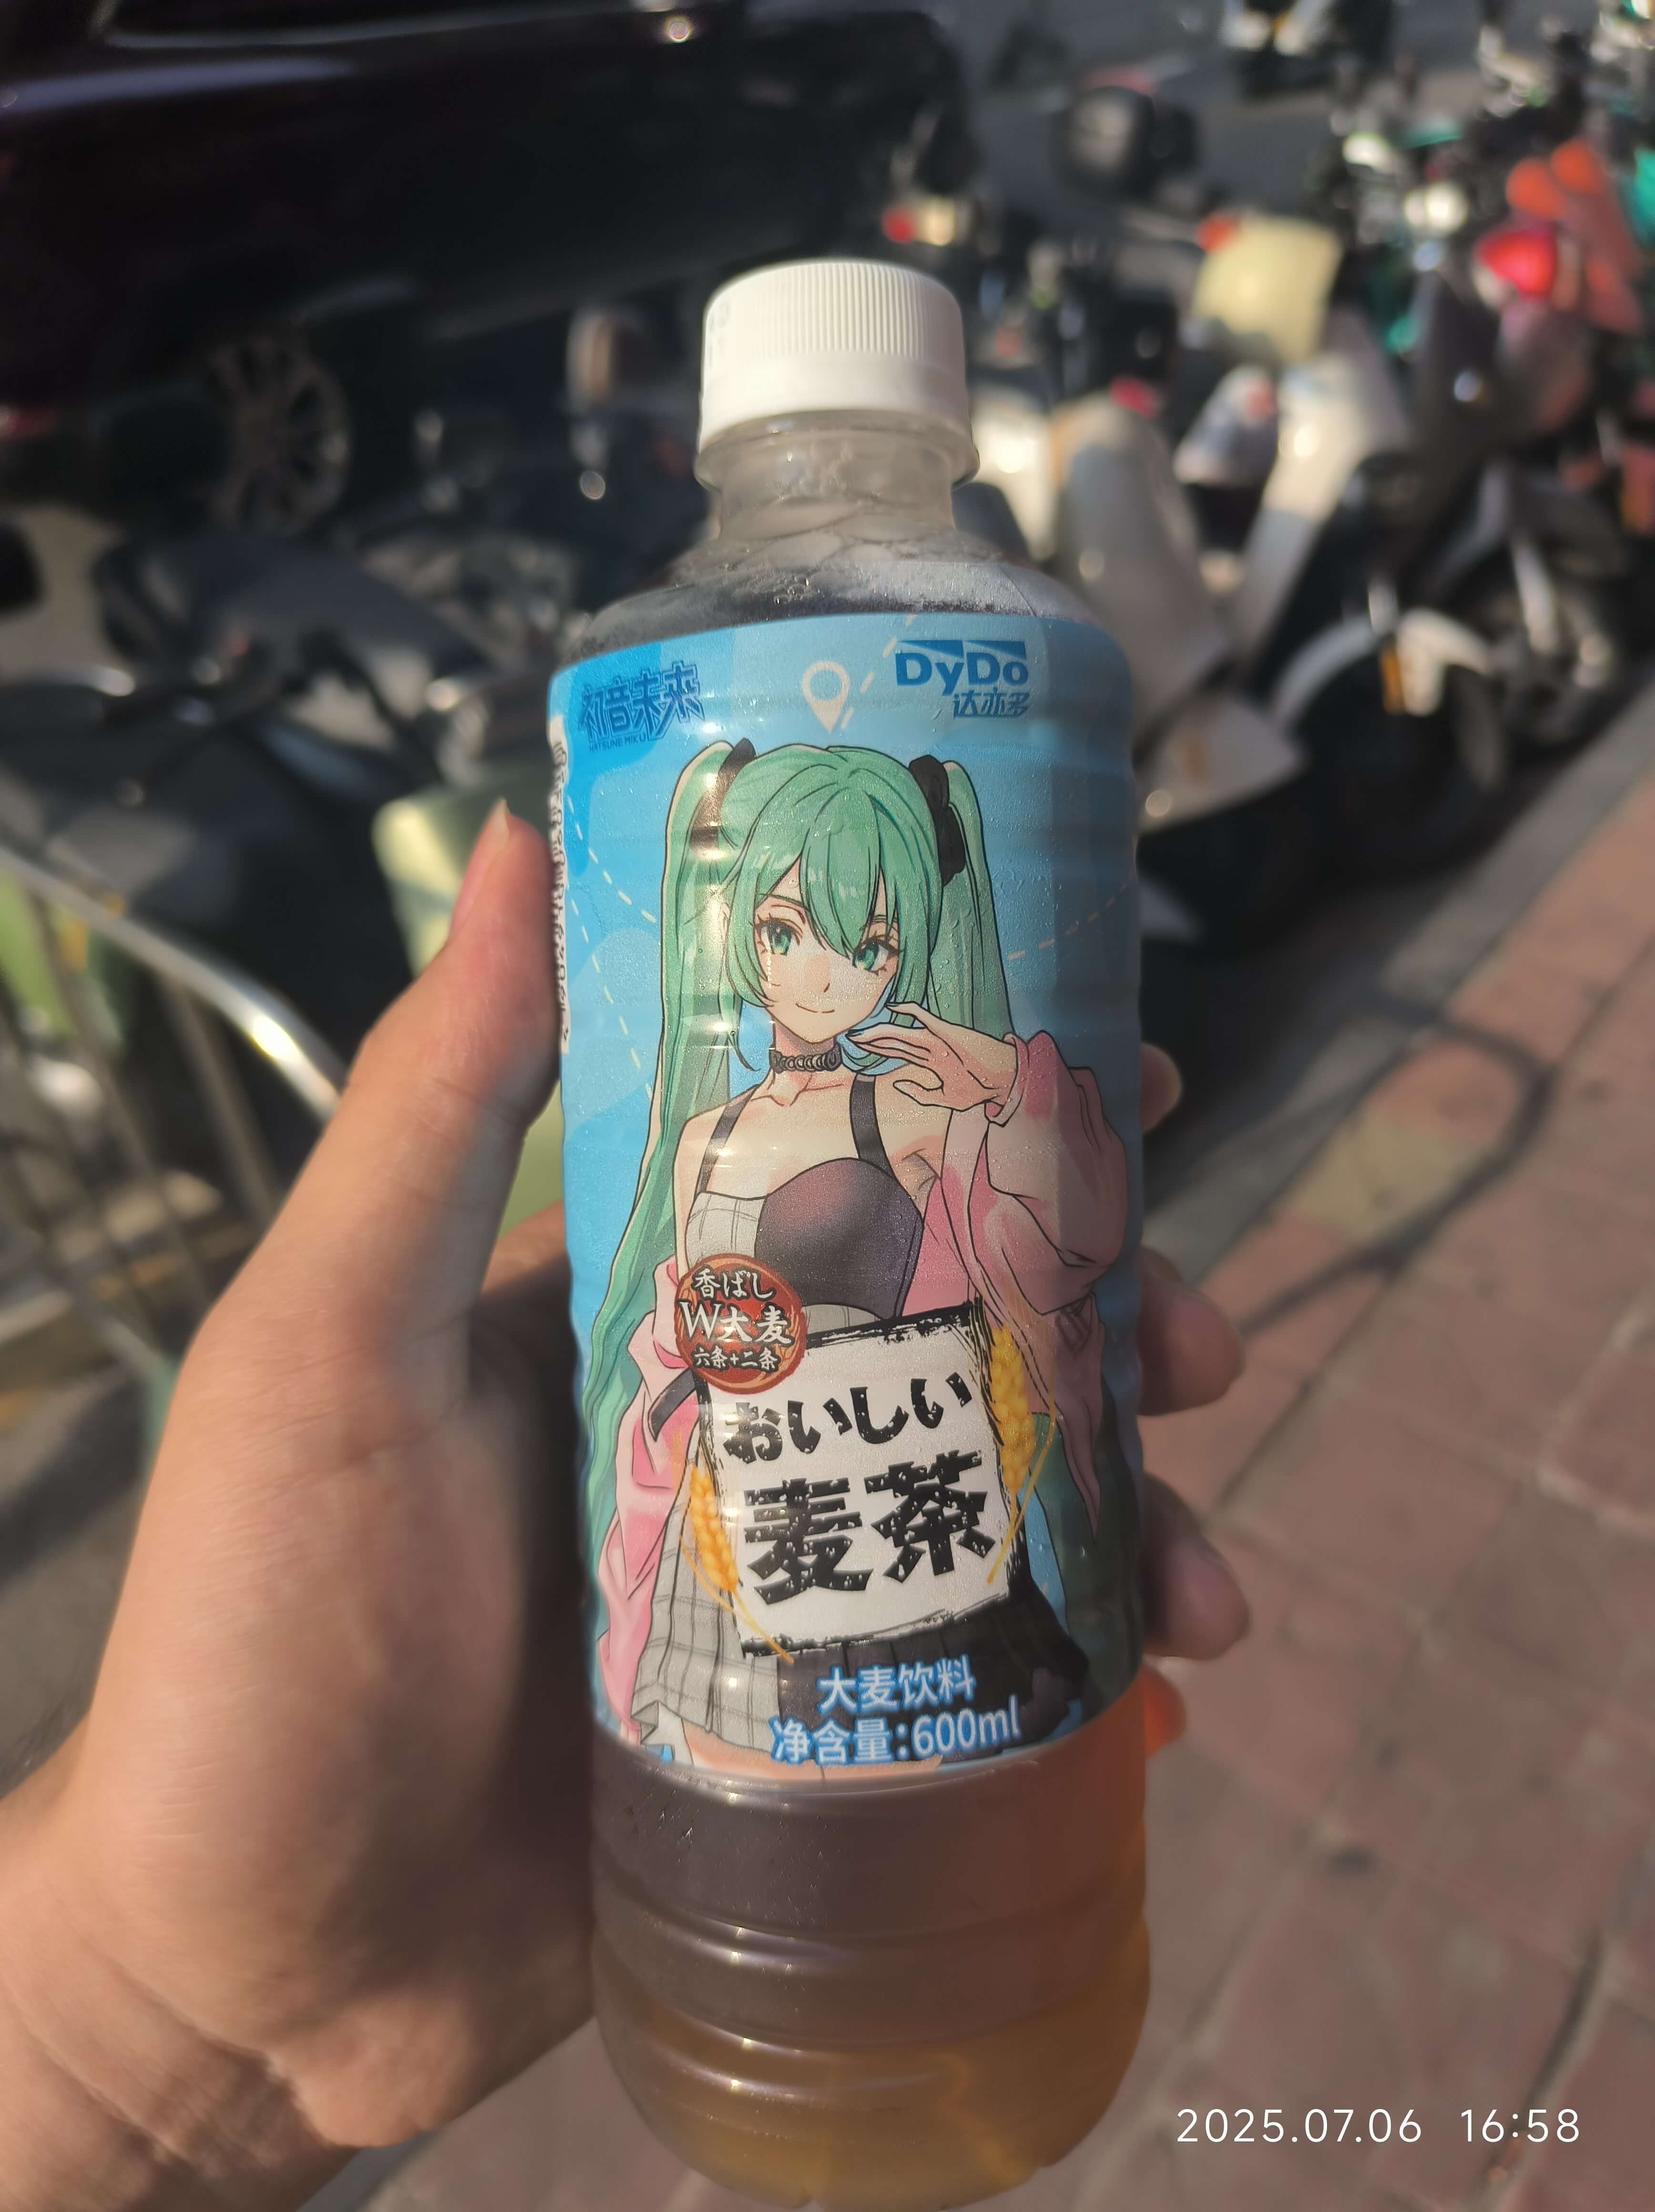 初音未来
HATSUNE MIKU
DyDo
达亦多
香ばし
W大麦
六条+二条
おいしい
麦茶
大麦饮料
净含量:600ml
2025.07.06 16:58